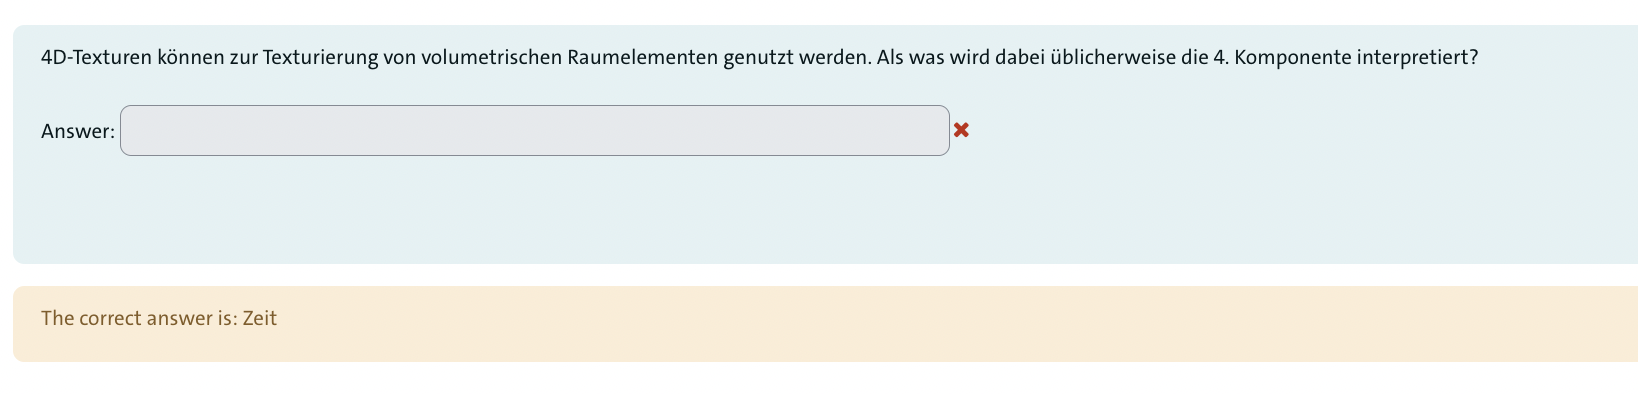 4D-Texturen können zur Texturierung von volumetrischen Raumelementen genutzt werden. Als was wird dabei üblicherweise die 4. Komponente interpretiert?
Answer:
The correct answer is: Zeit